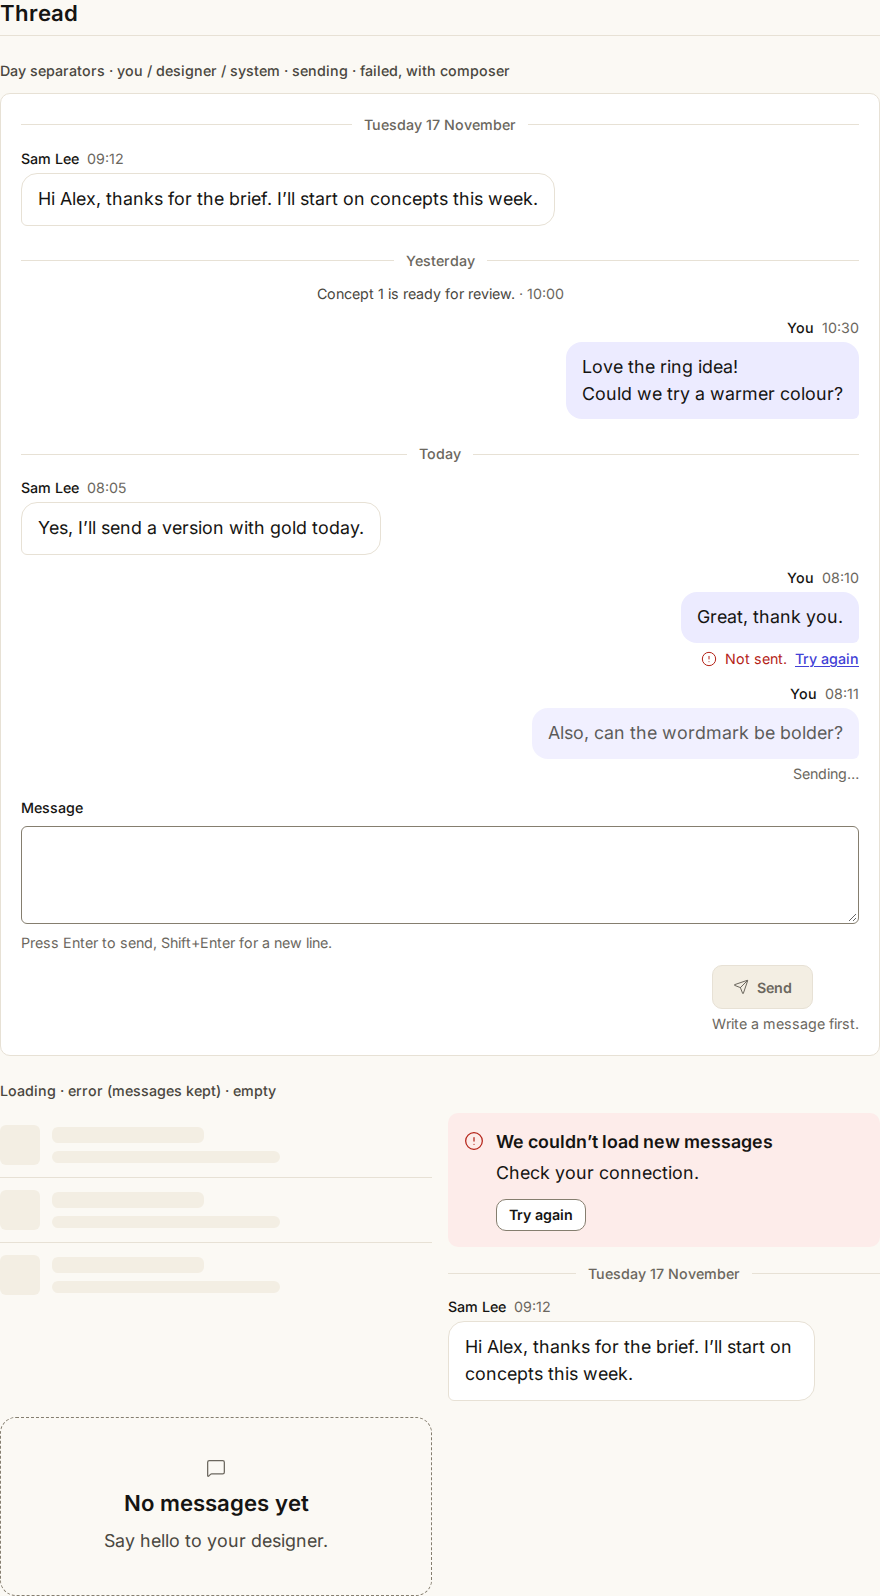 Thread
Day separators · you / designer / system · sending · failed, with composer
Tuesday 17 November
Sam Lee 09:12
Hi Alex, thanks for the brief. I’ll start on concepts this week.
Yesterday
Concept 1 is ready for review. · 10:00
You 10:30
Love the ring idea!
Could we try a warmer colour?
Today
Sam Lee 08:05
Yes, I’ll send a version with gold today.
You 08:10
Great, thank you.
Not sent. Try again
You 08:11
Also, can the wordmark be bolder?
Sending…
Message
Press Enter to send, Shift+Enter for a new line.
Send
Write a message first.
Loading · error (messages kept) · empty
We couldn’t load new messages
Check your connection.
Try again
Tuesday 17 November
Sam Lee 09:12
Hi Alex, thanks for the brief. I’ll start on
concepts this week.
No messages yet
Say hello to your designer.